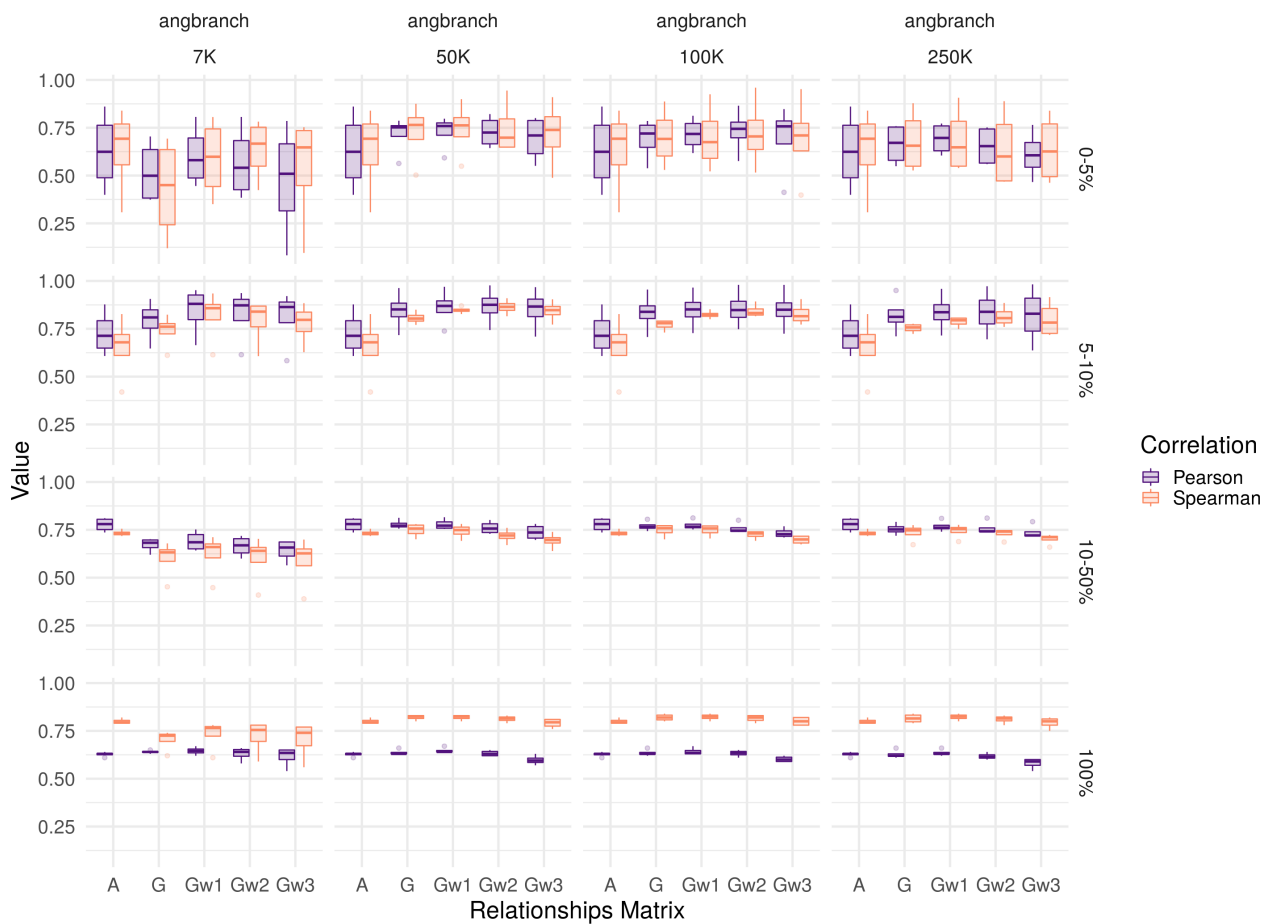 angbranch angbranch angbranch angbranch
7K 50K 100K 250K
1.00
0.75
0.50
0.25
0-5%
1.00
0.75
0.50
0.25
5-10%
1.00
0.75
0.50
0.25
10-50%
1.00
0.75
0.50
0.25
100%
Value
A G Gw1 Gw2 Gw3 A G Gw1 Gw2 Gw3 A G Gw1 Gw2 Gw3 A G Gw1 Gw2 Gw3
Relationships Matrix
Correlation
Pearson
Spearman